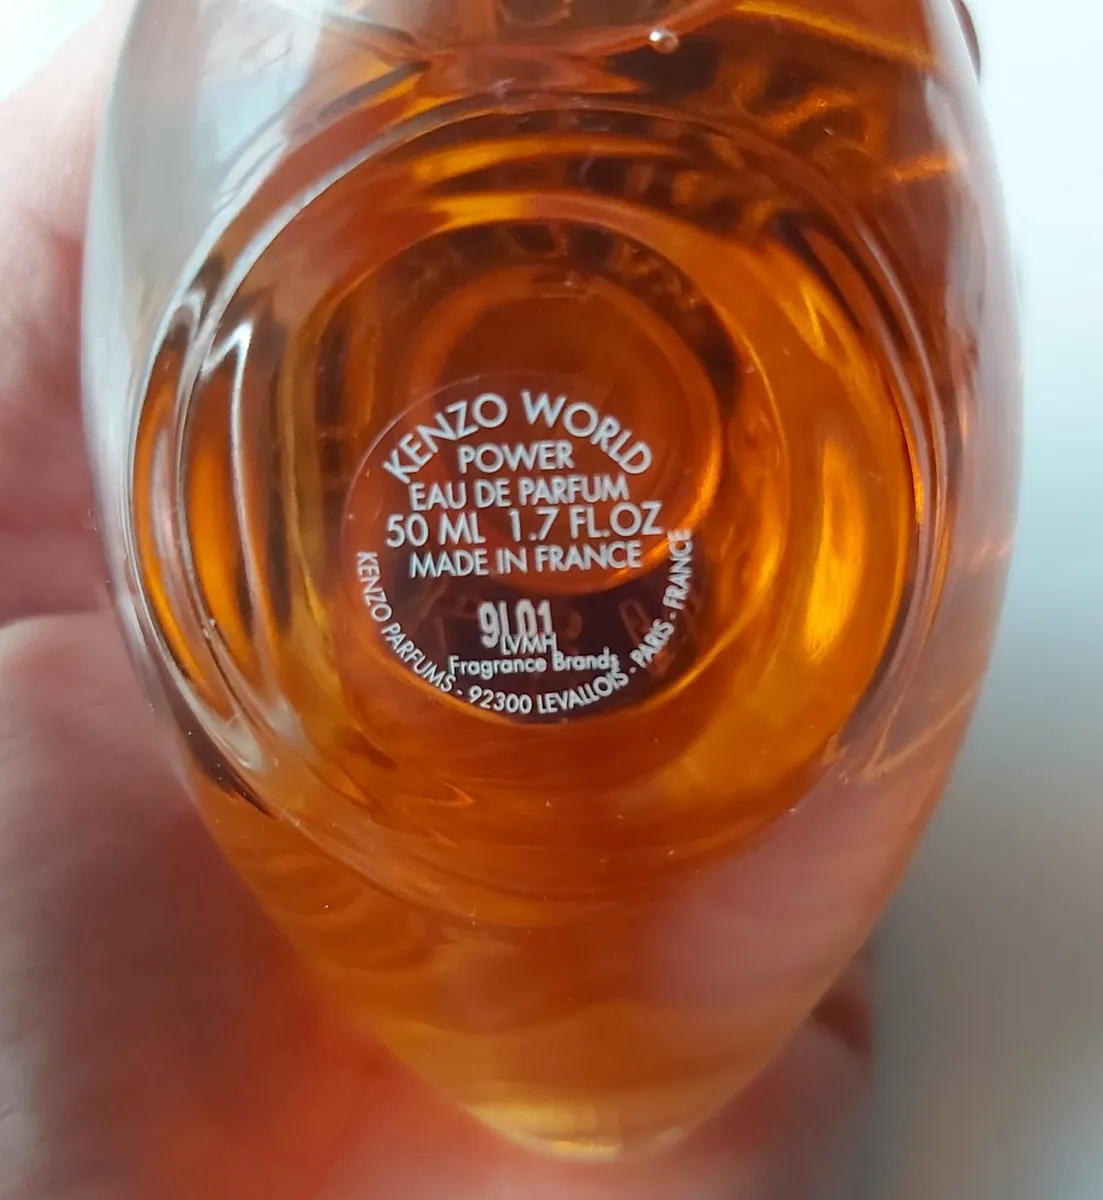 KENZO WORLD
POWER
EAU DE PARFUM
50 ML 1.7 FL.OZ
MADE IN FRANCE
9L01
LVMH
Fragrance Brands
KENZO PARFUMS - 92300 LEVALLOIS - PARIS - FRANCE